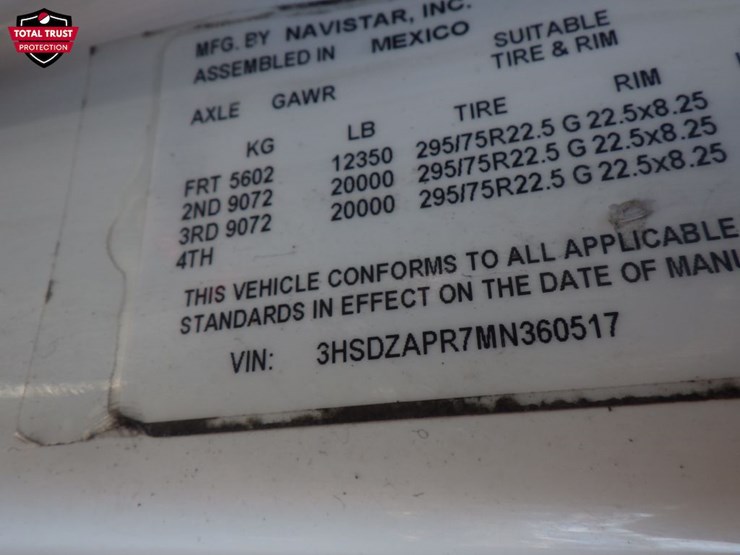 TOTAL TRUST
PROTECTION
MFG. BY NAVISTAR, INC.
ASSEMBLED IN MEXICO
SUITABLE
TIRE & RIM
AXLE GAWR
KG LB TIRE RIM
FRT 5602 12350 295/75R22.5 G 22.5x8.25
2ND 9072 20000 295/75R22.5 G 22.5x8.25
3RD 9072 20000 295/75R22.5 G 22.5x8.25
4TH
THIS VEHICLE CONFORMS TO ALL APPLICABLE
STANDARDS IN EFFECT ON THE DATE OF MANU
VIN: 3HSDZAPR7MN360517